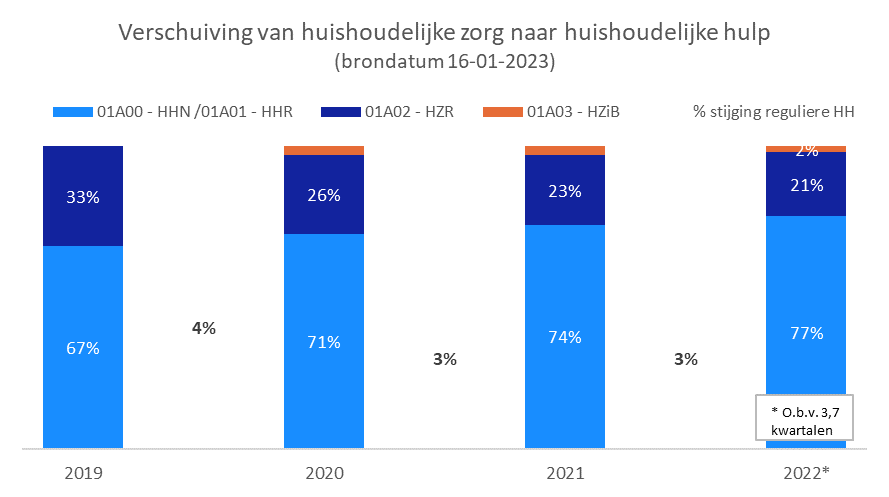 Verschuiving van huishoudelijke zorg naar huishoudelijke hulp
(brondatum 16-01-2023)
01A00 - HHN /01A01 - HHR 01A02 - HZR 01A03 - HZiB % stijging reguliere HH
2%
33% 26% 23% 21%
67% 4% 71% 3% 74% 3% 77%
* O.b.v. 3,7
kwartalen
2019 2020 2021 2022*